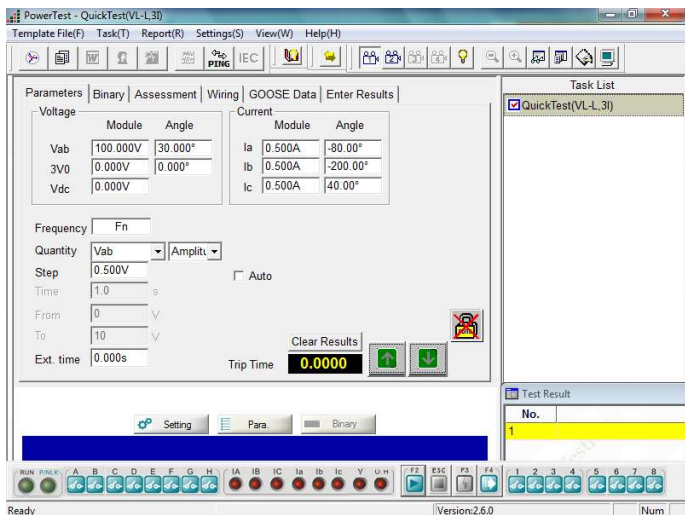 PowerTest - QuickTest(VL-L,3I)
Template File(F) Task(T) Report(R) Settings(S) View(W) Help(H)
PING IEC
Parameters Binary Assessment Wiring GOOSE Data Enter Results
Task List
QuickTest(VL-L,3I)
Voltage Current
Module Angle Module Angle
Vab 100.000V 30.000° Ia 0.500A -80.00°
3V0 0.000V 0.000° Ib 0.500A -200.00°
Vdc 0.000V Ic 0.500A 40.00°
Frequency Fn
Quantity Vab Amplitu
Step 0.500V Auto
Time 1.0 s
From 0 V
To 10 V
Clear Results
Ext. time 0.000s Trip Time 0.0000
Test Result
No.
1
Setting Para. Binary
RUN P/NLK A B C D E F G H IA IB IC Ia Ib Ic V O.H F2 ESC F3 F4 1 2 3 4 5 6 7 8
Ready Version:2.6.0 Num